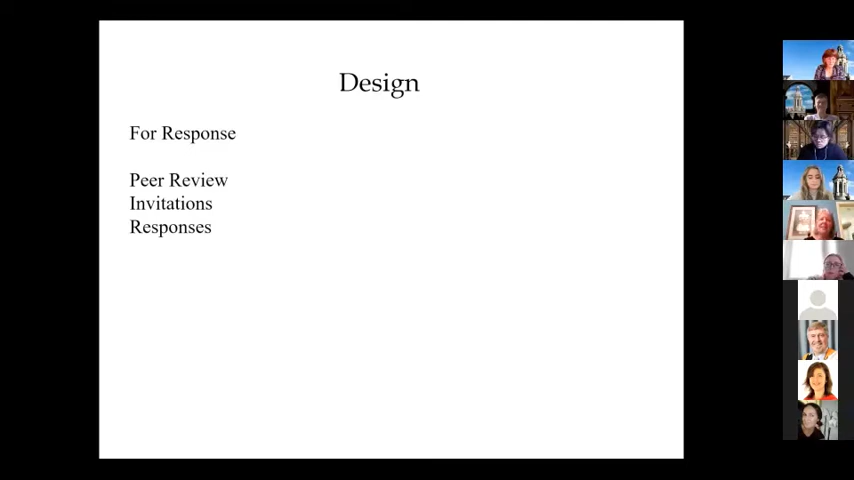 Design
For Response
Peer Review
Invitations
Responses